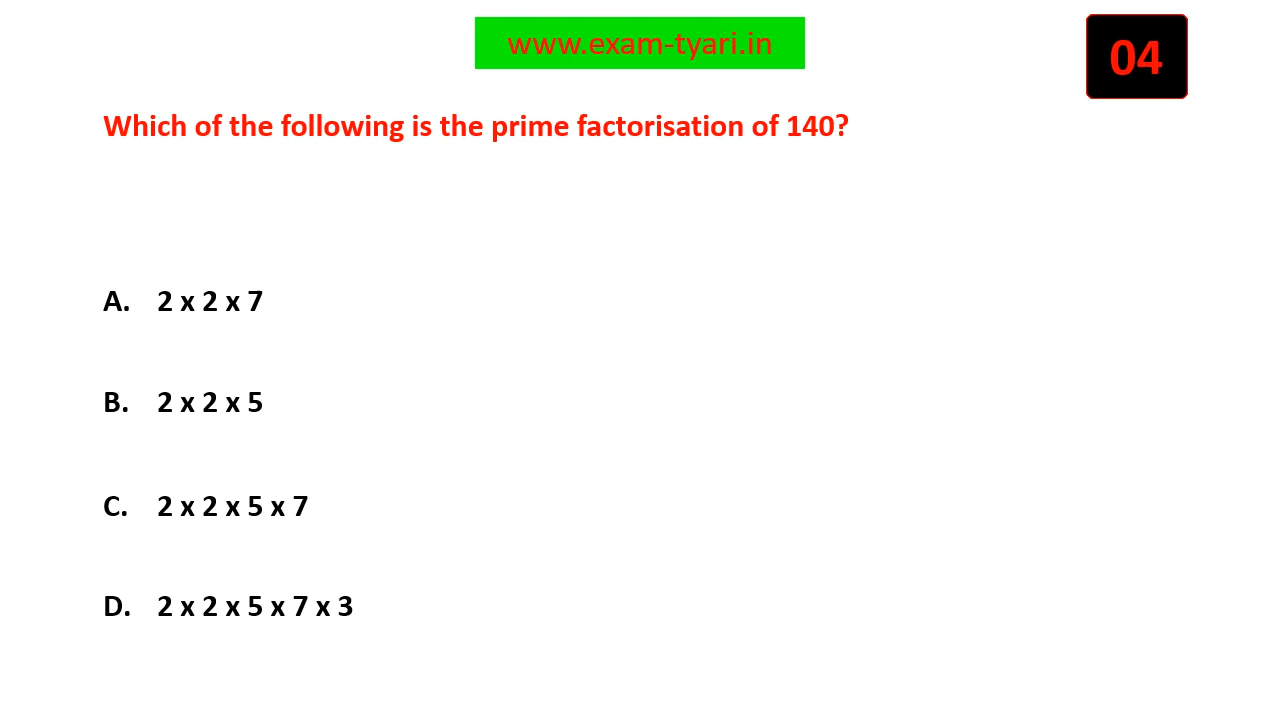 www.exam-tyari.in
04
Which of the following is the prime factorisation of 140?
A. 2 x 2 x 7
B. 2 x 2 x 5
C. 2 x 2 x 5 x 7
D. 2 x 2 x 5 x 7 x 3